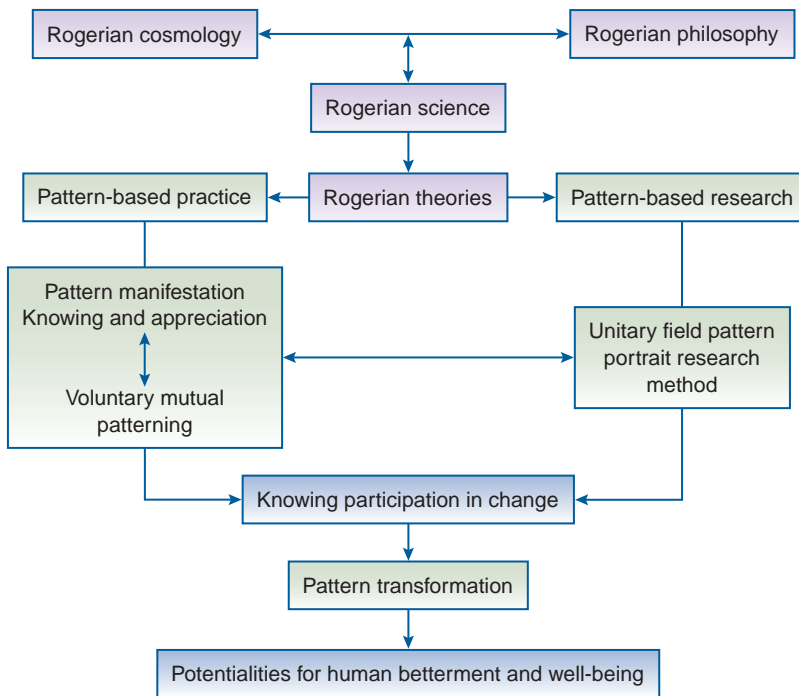 Rogerian cosmology
Rogerian philosophy
Rogerian science
Pattern-based practice
Rogerian theories
Pattern-based research
Pattern manifestation
Knowing and appreciation
Voluntary mutual
patterning
Unitary field pattern
portrait research
method
Knowing participation in change
Pattern transformation
Potentialities for human betterment and well-being